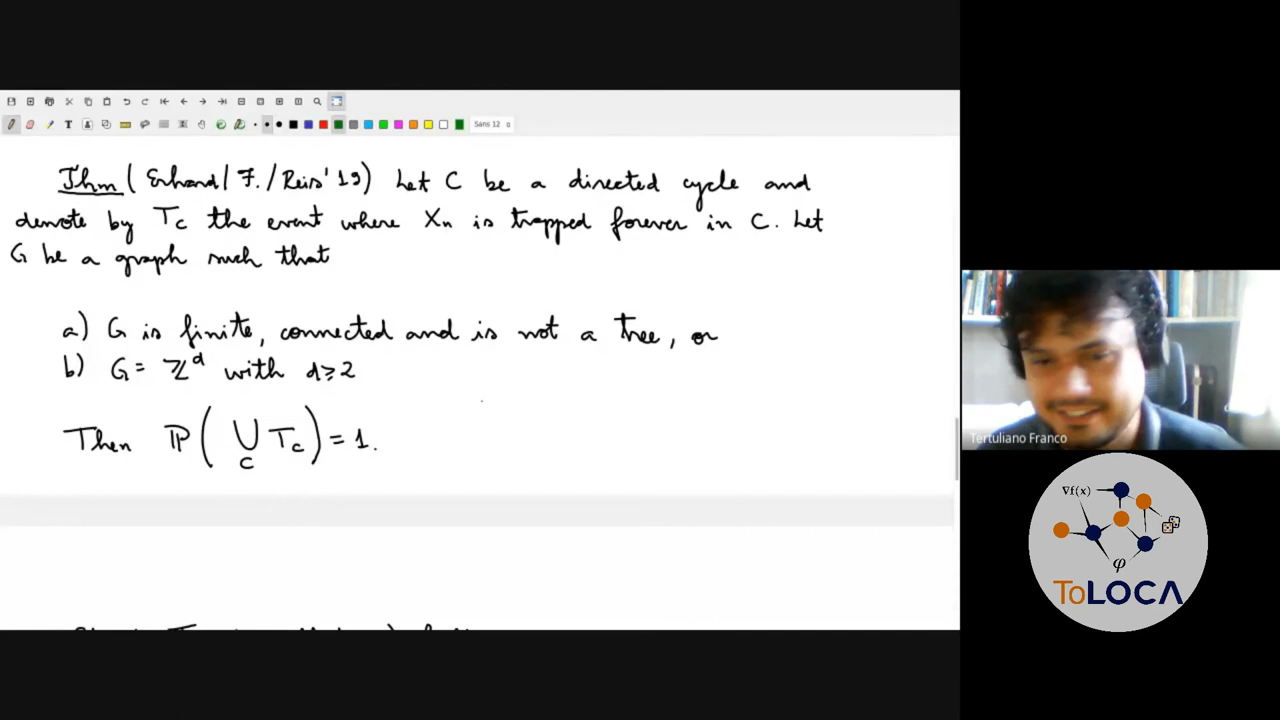 Sans 12
Thm (Erhard/F./Reis'19) Let C be a directed cycle and
denote by T_C the event where X_n is trapped forever in C. Let
G be a graph such that
a) G is finite, connected and is not a tree, or
b) G = ℤ^d with d ≥ 2
Then ℙ( ⋃_C T_C ) = 1.
Tertuliano Franco
∇f(x)
φ
ToLOCA